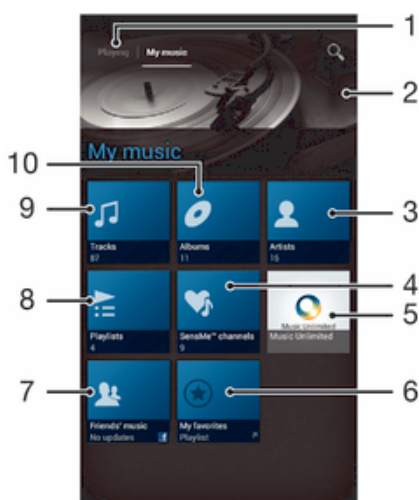 1
Playing | My music
2
My music
10
9
3
Tracks
87
Albums
11
Artists
15
8
4
5
Playlists
4
SensMe™ channels
9
Music Unlimited
Music Unlimited
7
6
Friends' music
No updates
My favorites
Playlist